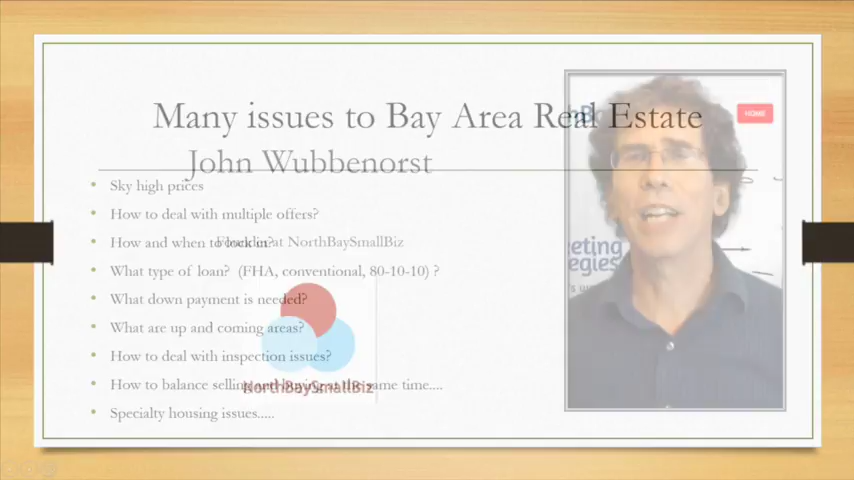 Many issues to Bay Area Real Estate
John Wubbenorst
HOME
Sky high prices
How to deal with multiple offers?
How and when to lock in?
at NorthBaySmallBiz
What type of loan? (FHA, conventional, 80-10-10) ?
What down payment is needed?
What are up and coming areas?
How to deal with inspection issues?
How to balance selling and buying at the same time....
NorthBaySmallBiz
Specialty housing issues.....
eting
egies